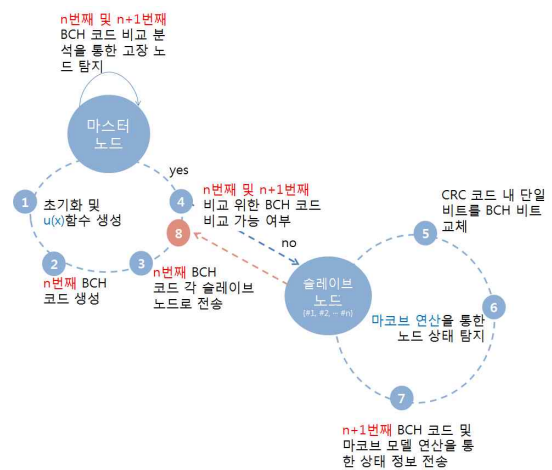 n번째 및 n+1번째
BCH 코드 비교 분
석을 통한 고장 노
드 탐지
마스터
노드
yes
1
초기화 및
u(x)함수 생성
4
n번째 및 n+1번째
비교 위한 BCH 코드
비교 가능 여부
8
no
2
n번째 BCH
코드 생성
3
n번째 BCH
코드 각 슬레이브
노드로 전송
CRC 코드 내 단일
비트를 BCH 비트
교체
5
슬레이브
노드
(#1, #2, ~ #n)
마코브 연산을 통한
노드 상태 탐지
6
7
n+1번째 BCH 코드 및
마코브 모델 연산을 통
한 상태 정보 전송